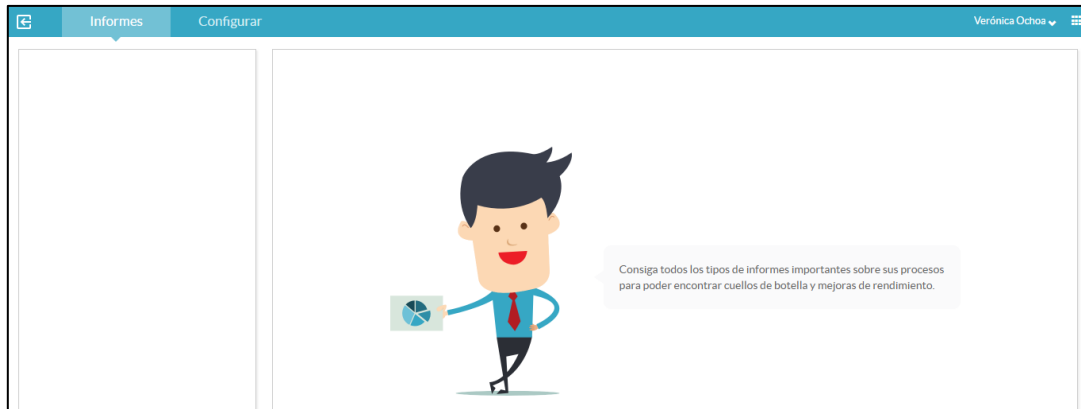 Informes
Configurar
Verónica Ochoa
Consiga todos los tipos de informes importantes sobre sus procesos
para poder encontrar cuellos de botella y mejoras de rendimiento.